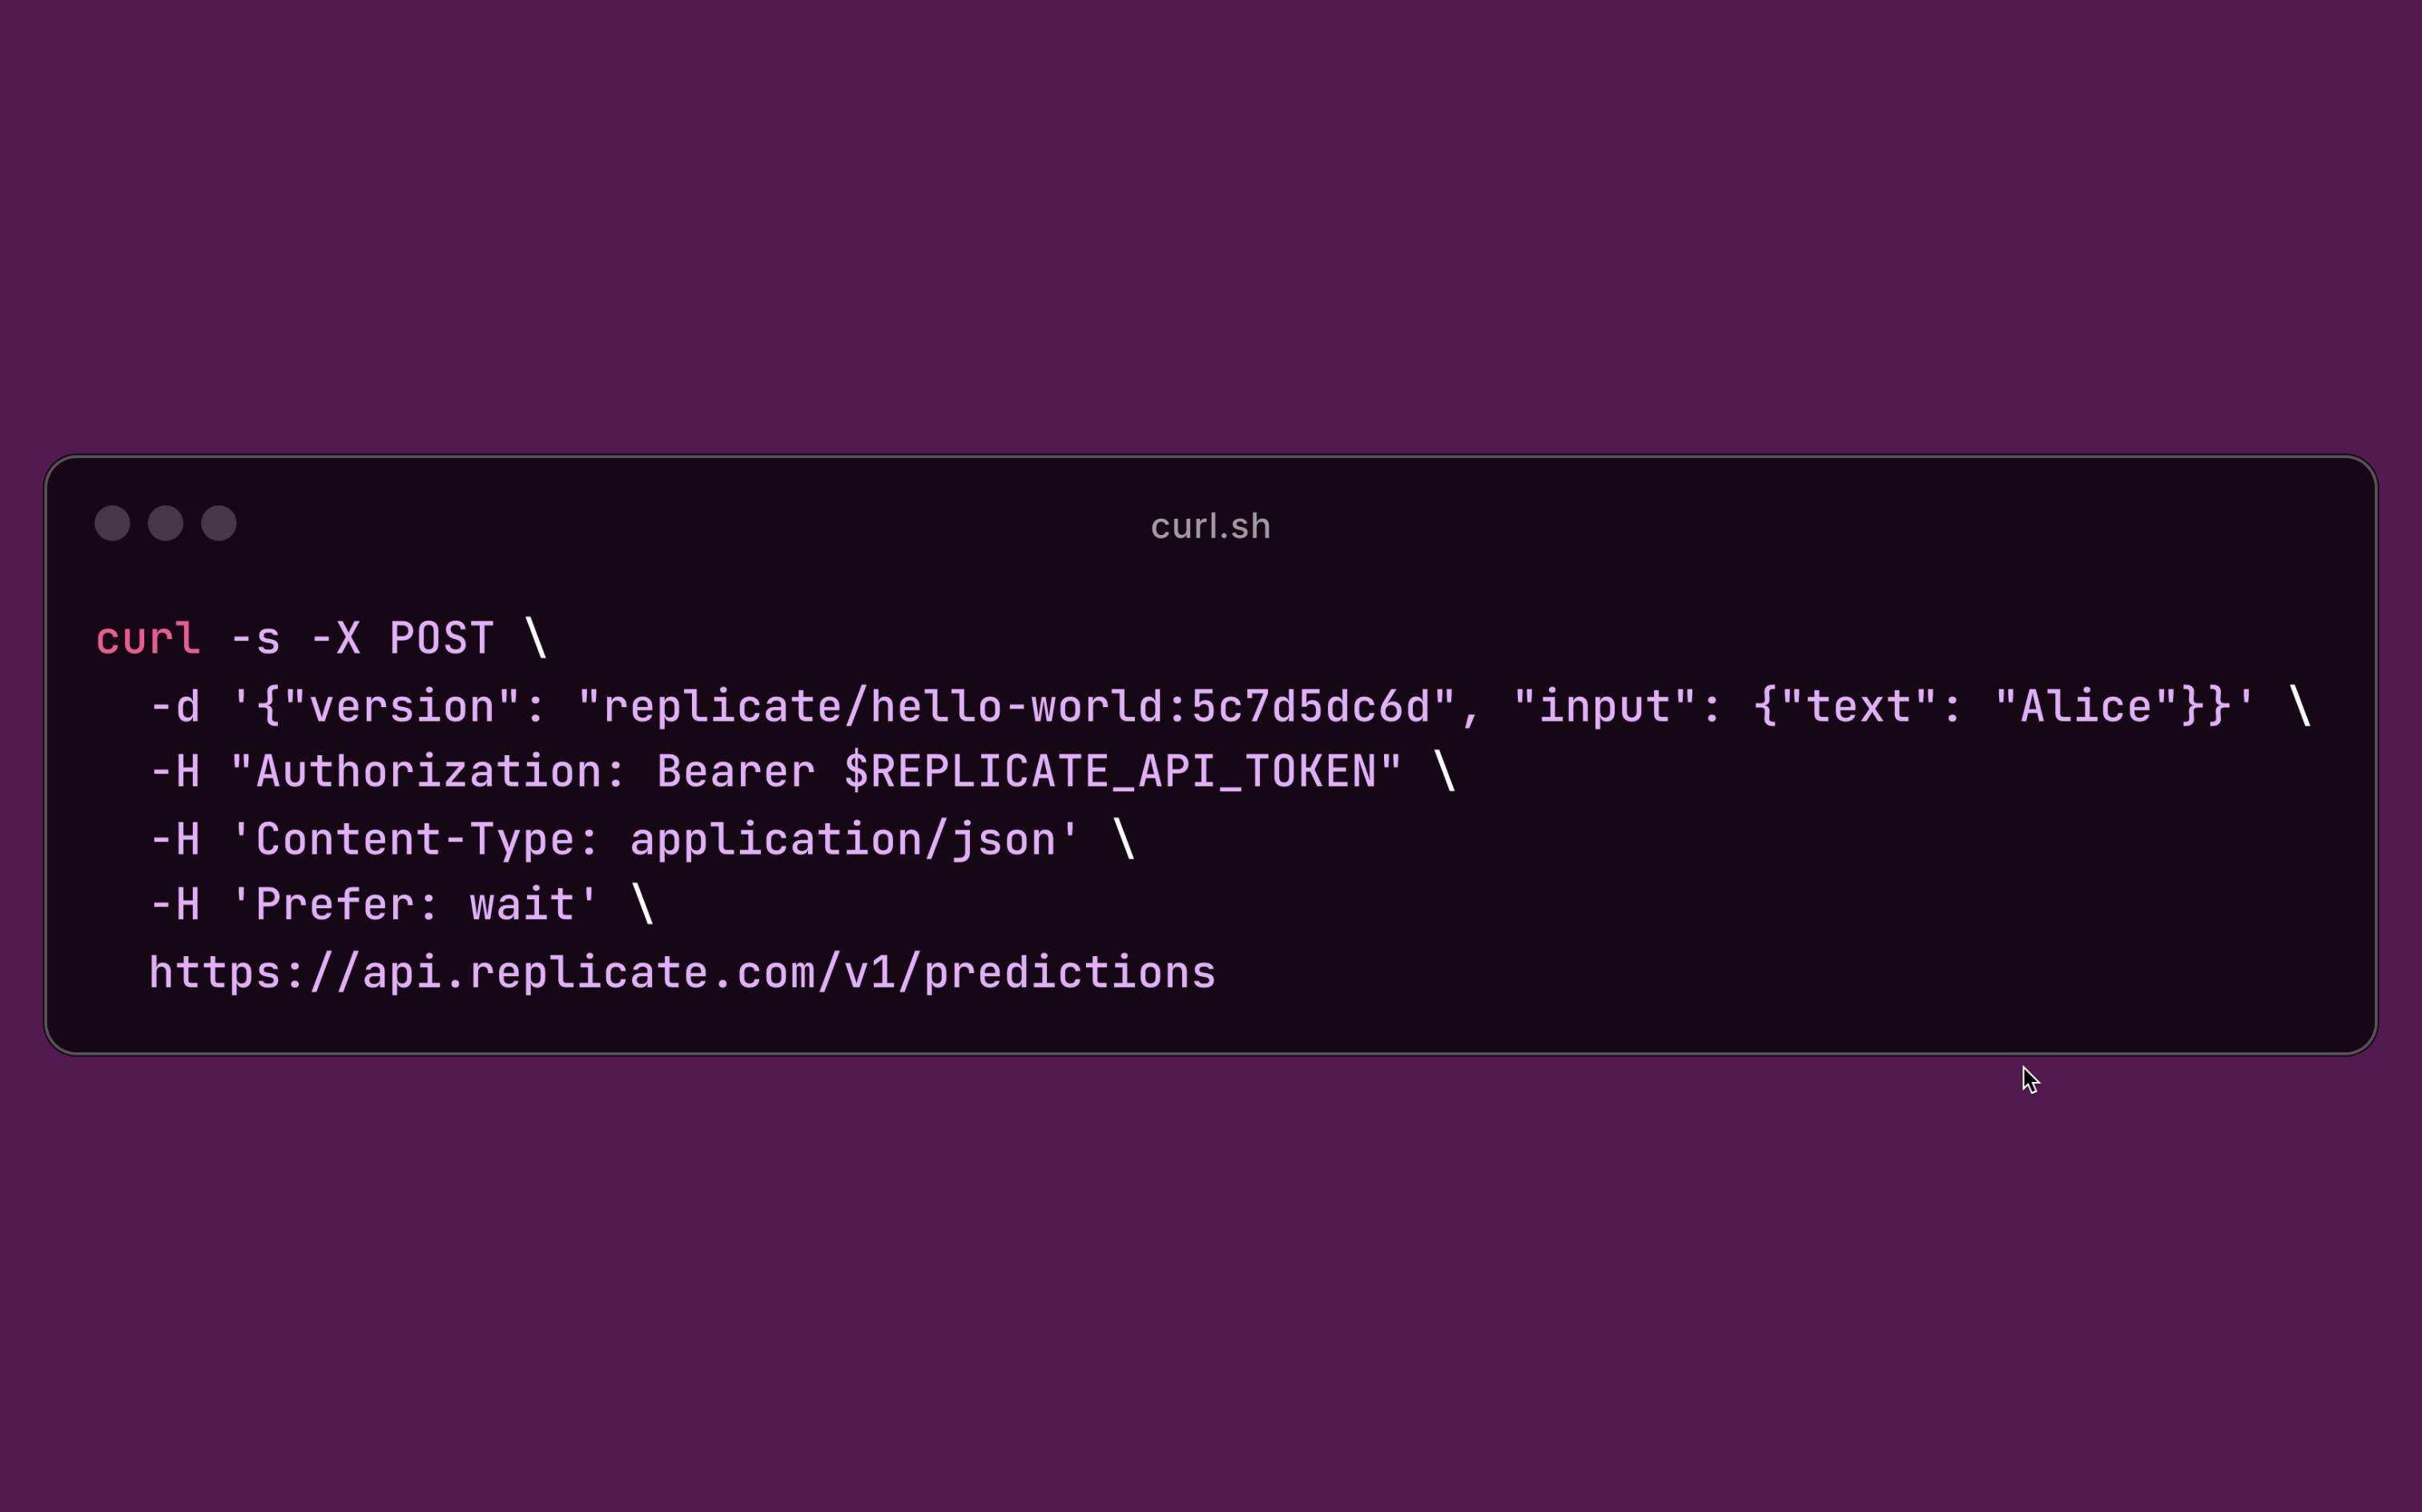 curl.sh
curl -s -X POST \
  -d '{"version": "replicate/hello-world:5c7d5dc6d", "input": {"text": "Alice"}}' \
  -H "Authorization: Bearer $REPLICATE_API_TOKEN" \
  -H 'Content-Type: application/json' \
  -H 'Prefer: wait' \
  https://api.replicate.com/v1/predictions